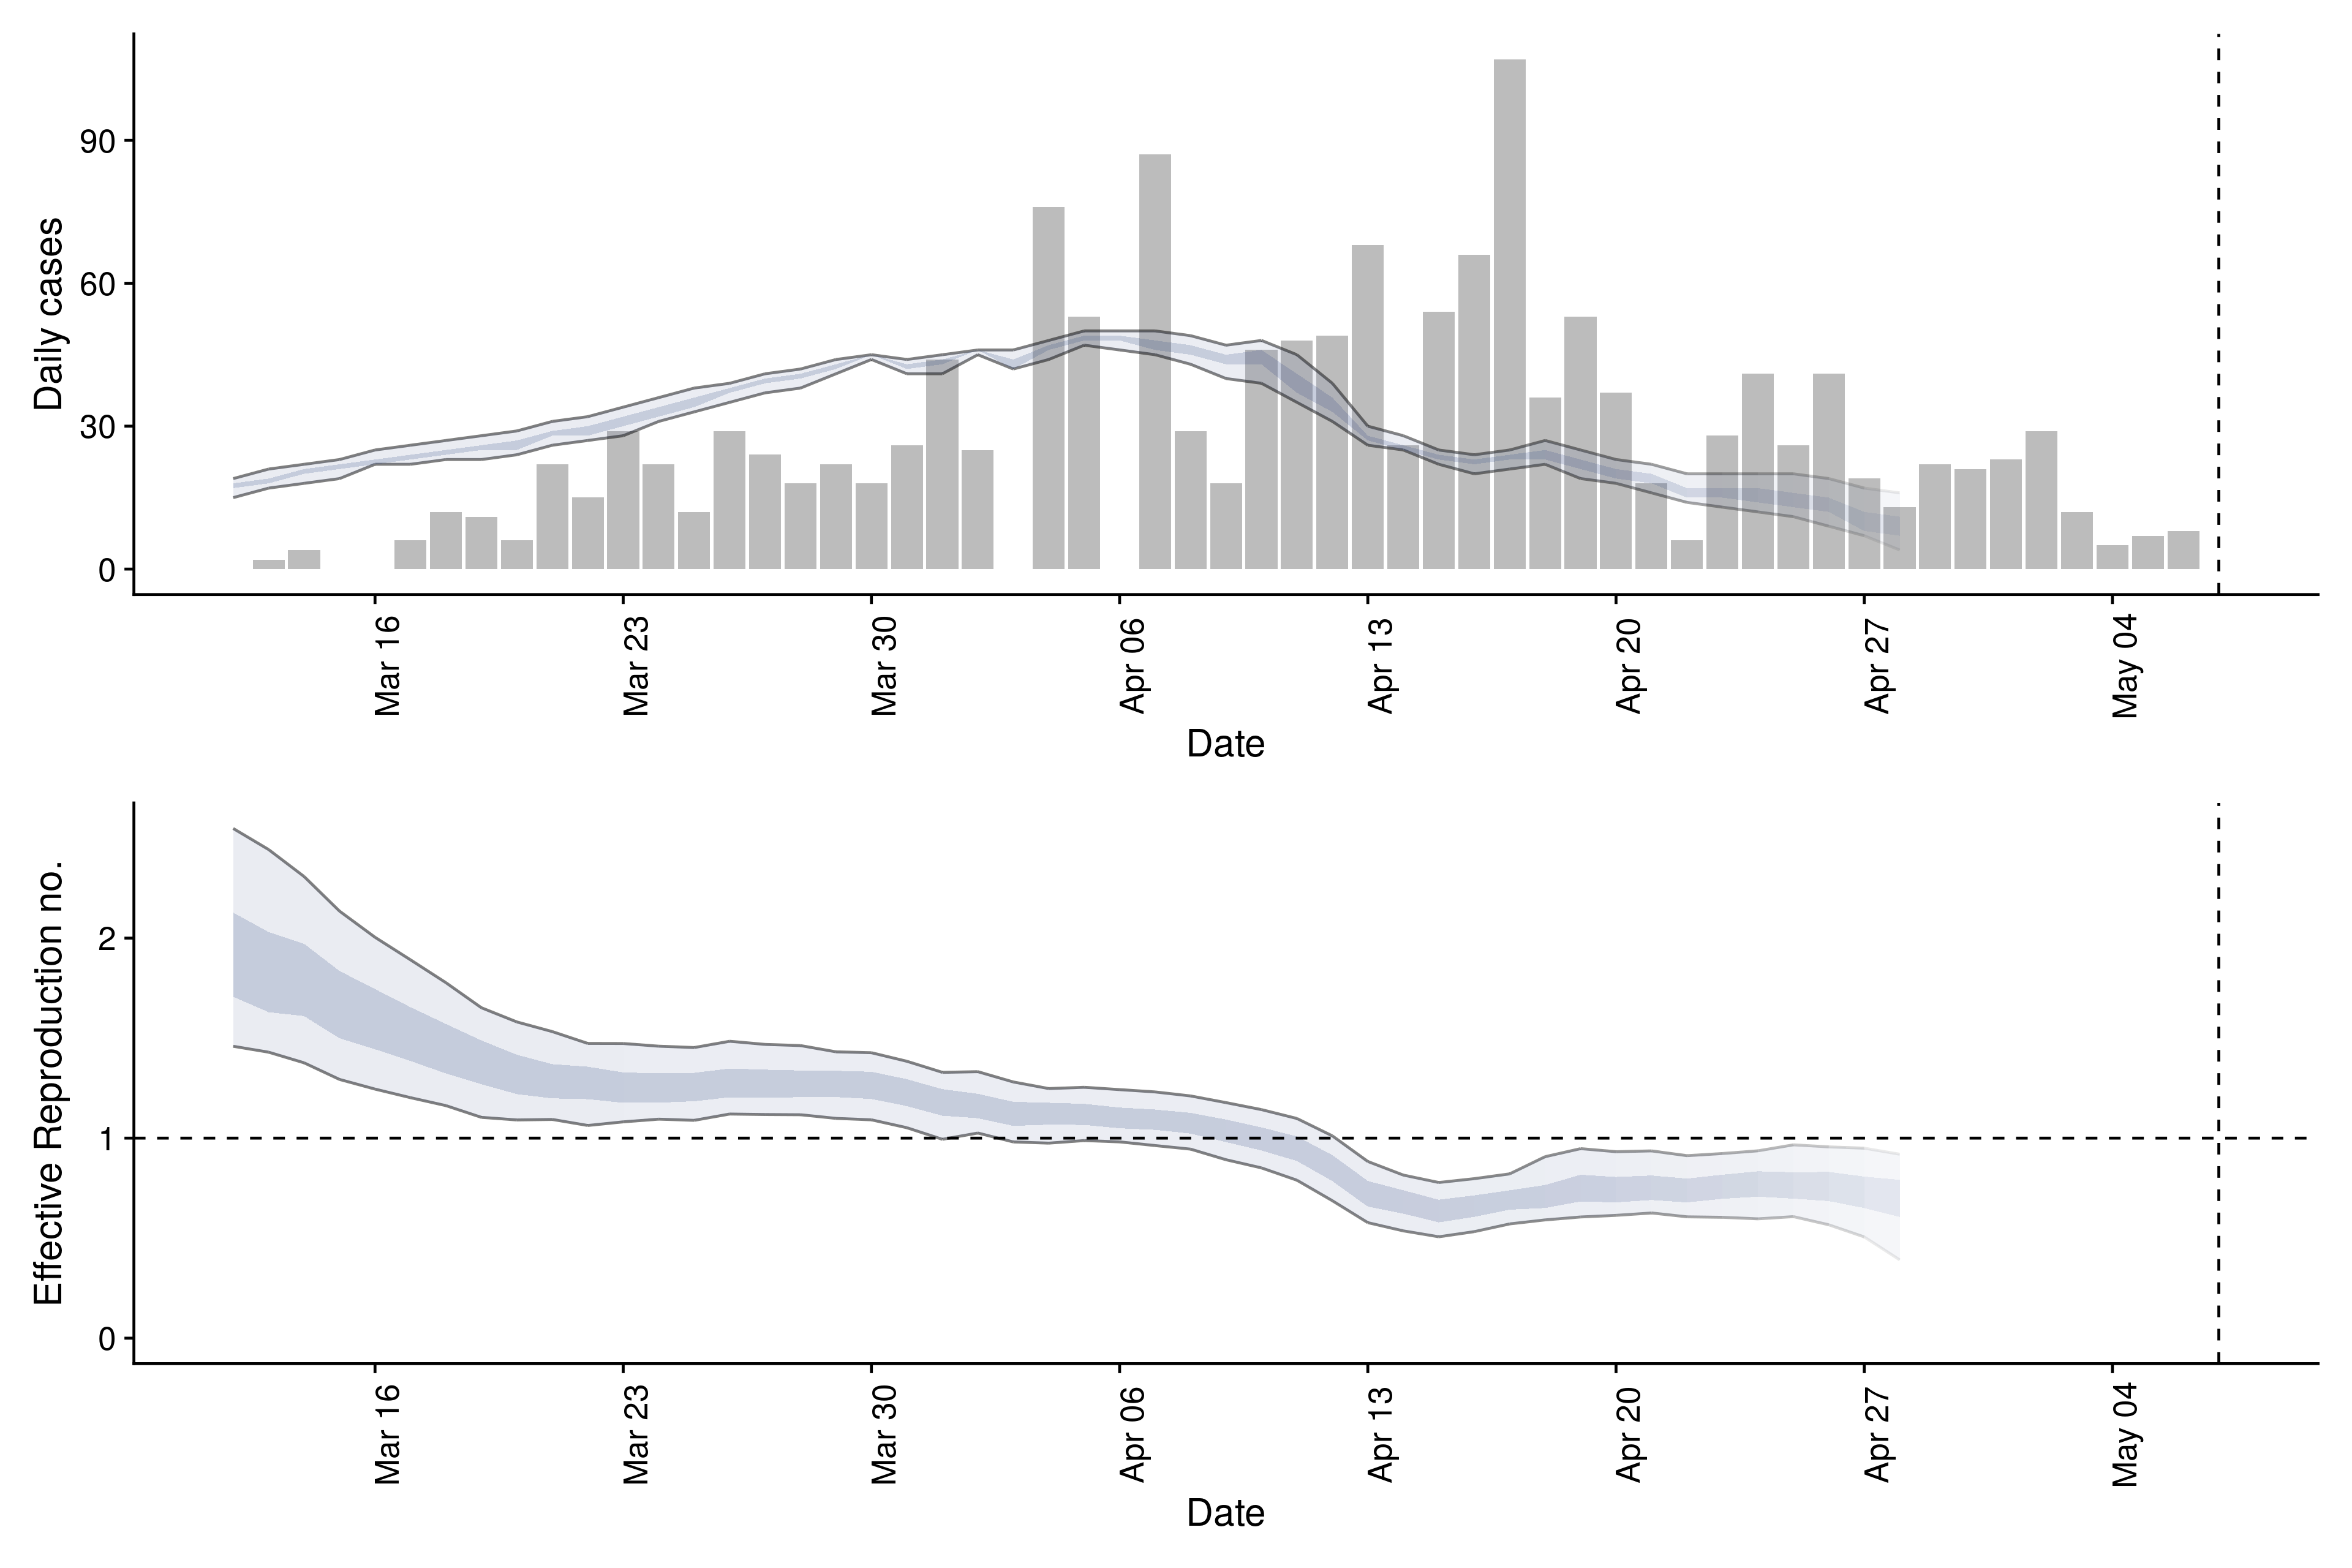 Daily cases
90
60
30
0
Mar 16
Mar 23
Mar 30
Apr 06
Apr 13
Apr 20
Apr 27
May 04
Date
Effective Reproduction no.
2
1
0
Mar 16
Mar 23
Mar 30
Apr 06
Apr 13
Apr 20
Apr 27
May 04
Date